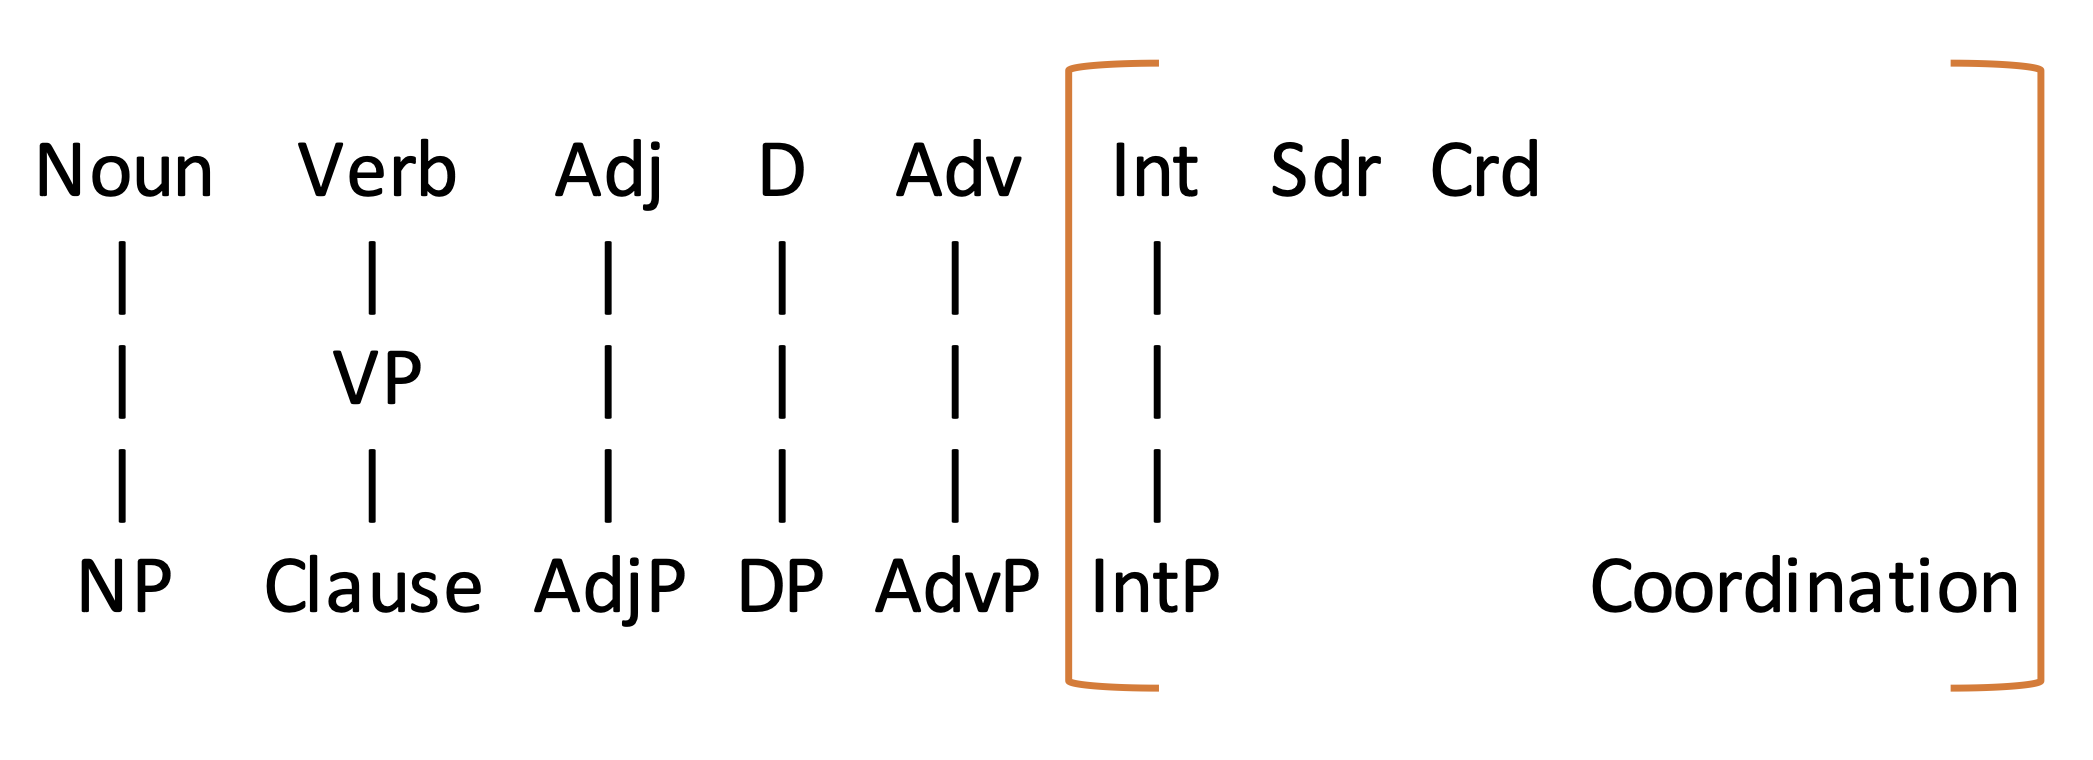 Noun Verb Adj D Adv Int Sdr Crd
| | | | | |
| VP | | | |
| | | | | |
NP Clause AdjP DP AdvP IntP Coordination